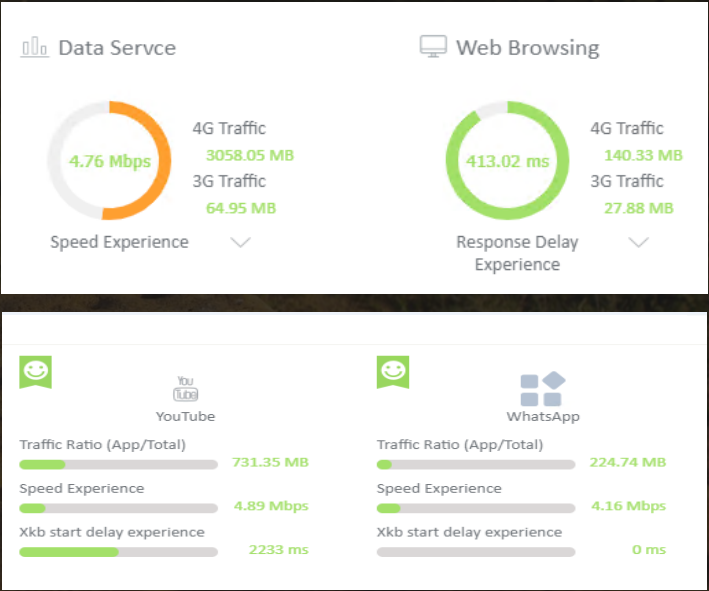 Data Servce
Web Browsing
4.76 Mbps
4G Traffic
3058.05 MB
3G Traffic
64.95 MB
Speed Experience
413.02 ms
4G Traffic
140.33 MB
3G Traffic
27.88 MB
Response Delay
Experience
You
Tube
YouTube
Traffic Ratio (App/Total)
731.35 MB
Speed Experience
4.89 Mbps
Xkb start delay experience
2233 ms
WhatsApp
Traffic Ratio (App/Total)
224.74 MB
Speed Experience
4.16 Mbps
Xkb start delay experience
0 ms